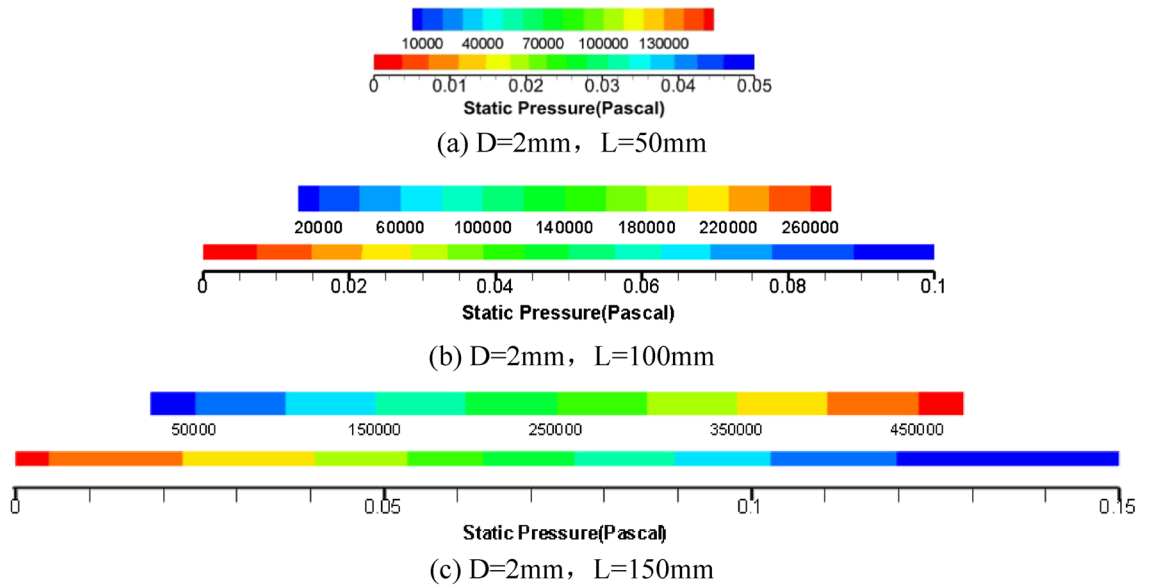 10000 40000 70000 100000 130000
0 0.01 0.02 0.03 0.04 0.05
Static Pressure(Pascal)
(a) D=2mm，L=50mm
20000 60000 100000 140000 180000 220000 260000
0 0.02 0.04 0.06 0.08 0.1
Static Pressure(Pascal)
(b) D=2mm，L=100mm
50000 150000 250000 350000 450000
0 0.05 0.1 0.15
Static Pressure(Pascal)
(c) D=2mm，L=150mm